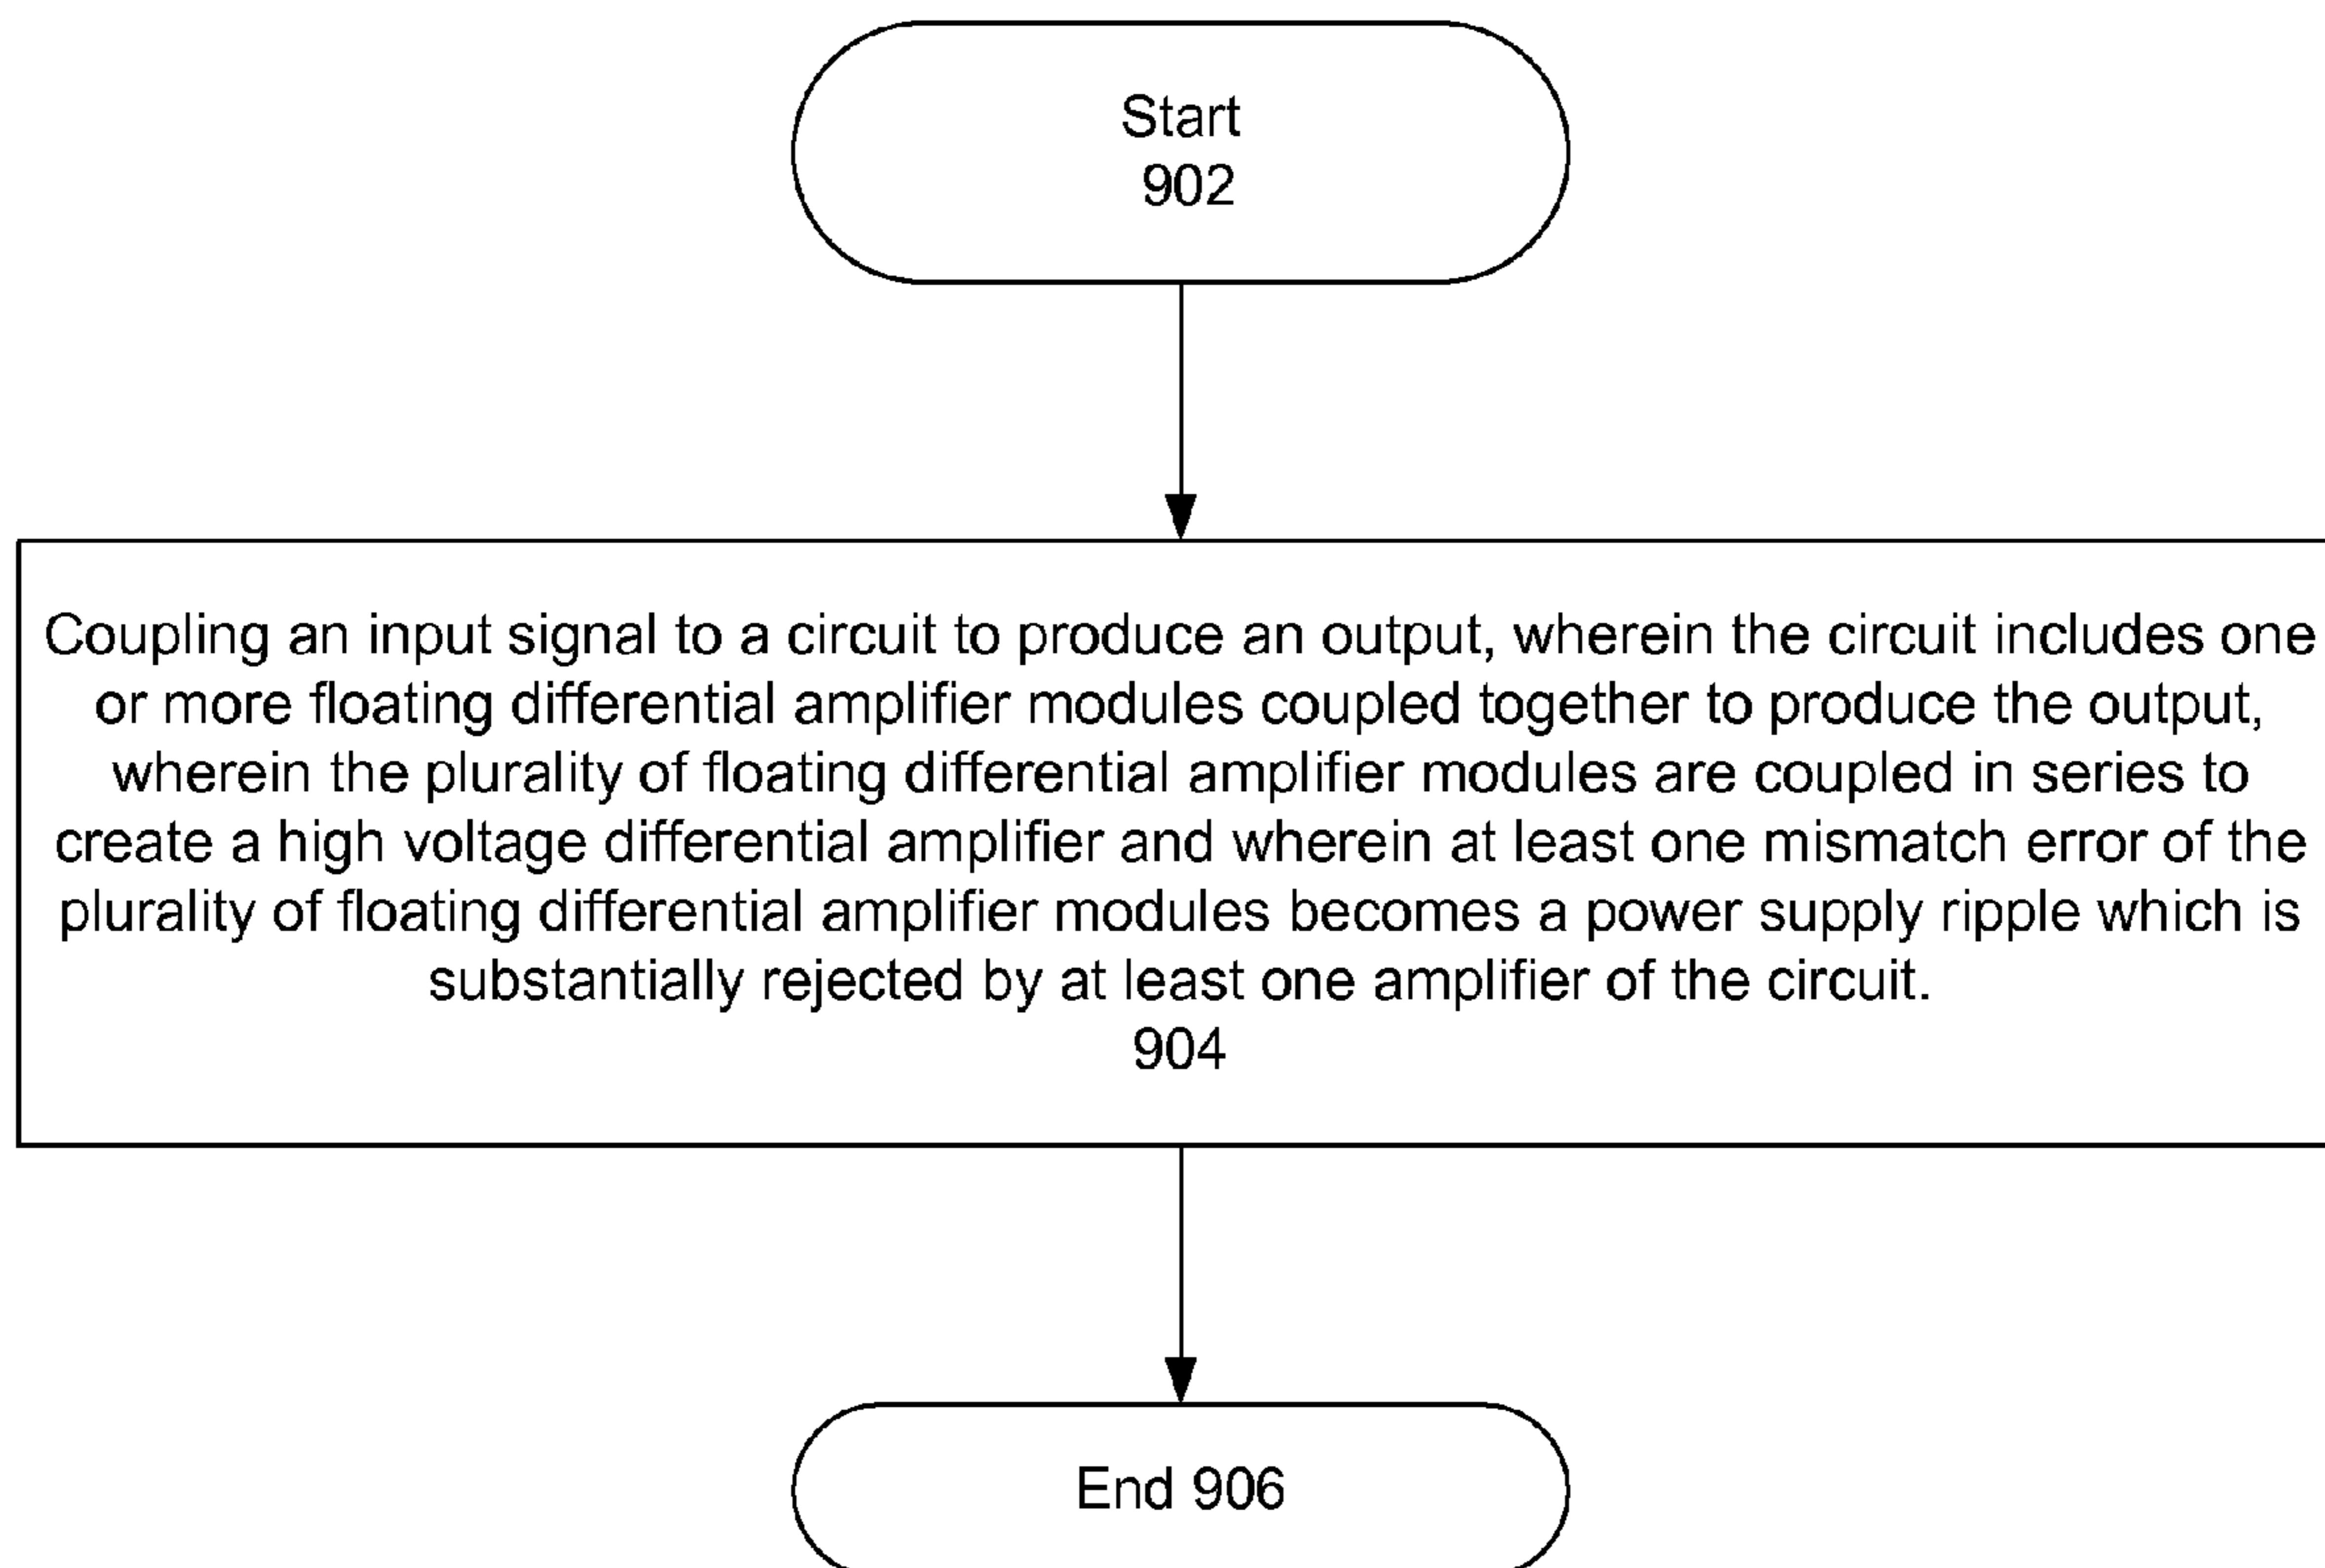 Start
902
Coupling an input signal to a circuit to produce an output, wherein the circuit includes one
or more floating differential amplifier modules coupled together to produce the output,
wherein the plurality of floating differential amplifier modules are coupled in series to
create a high voltage differential amplifier and wherein at least one mismatch error of the
plurality of floating differential amplifier modules becomes a power supply ripple which is
substantially rejected by at least one amplifier of the circuit.
904
End 906